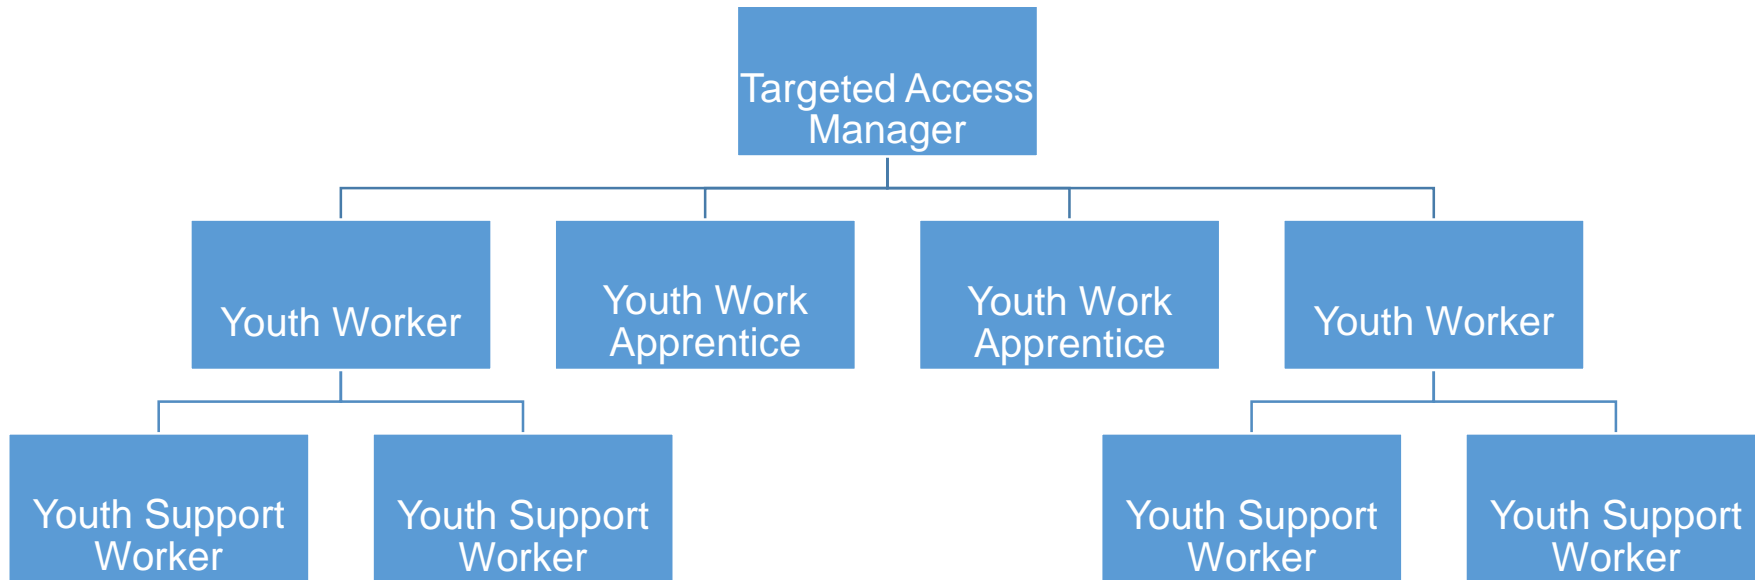 Targeted Access
Manager
Youth Worker
Youth Work
Apprentice
Youth Work
Apprentice
Youth Worker
Youth Support
Worker
Youth Support
Worker
Youth Support
Worker
Youth Support
Worker